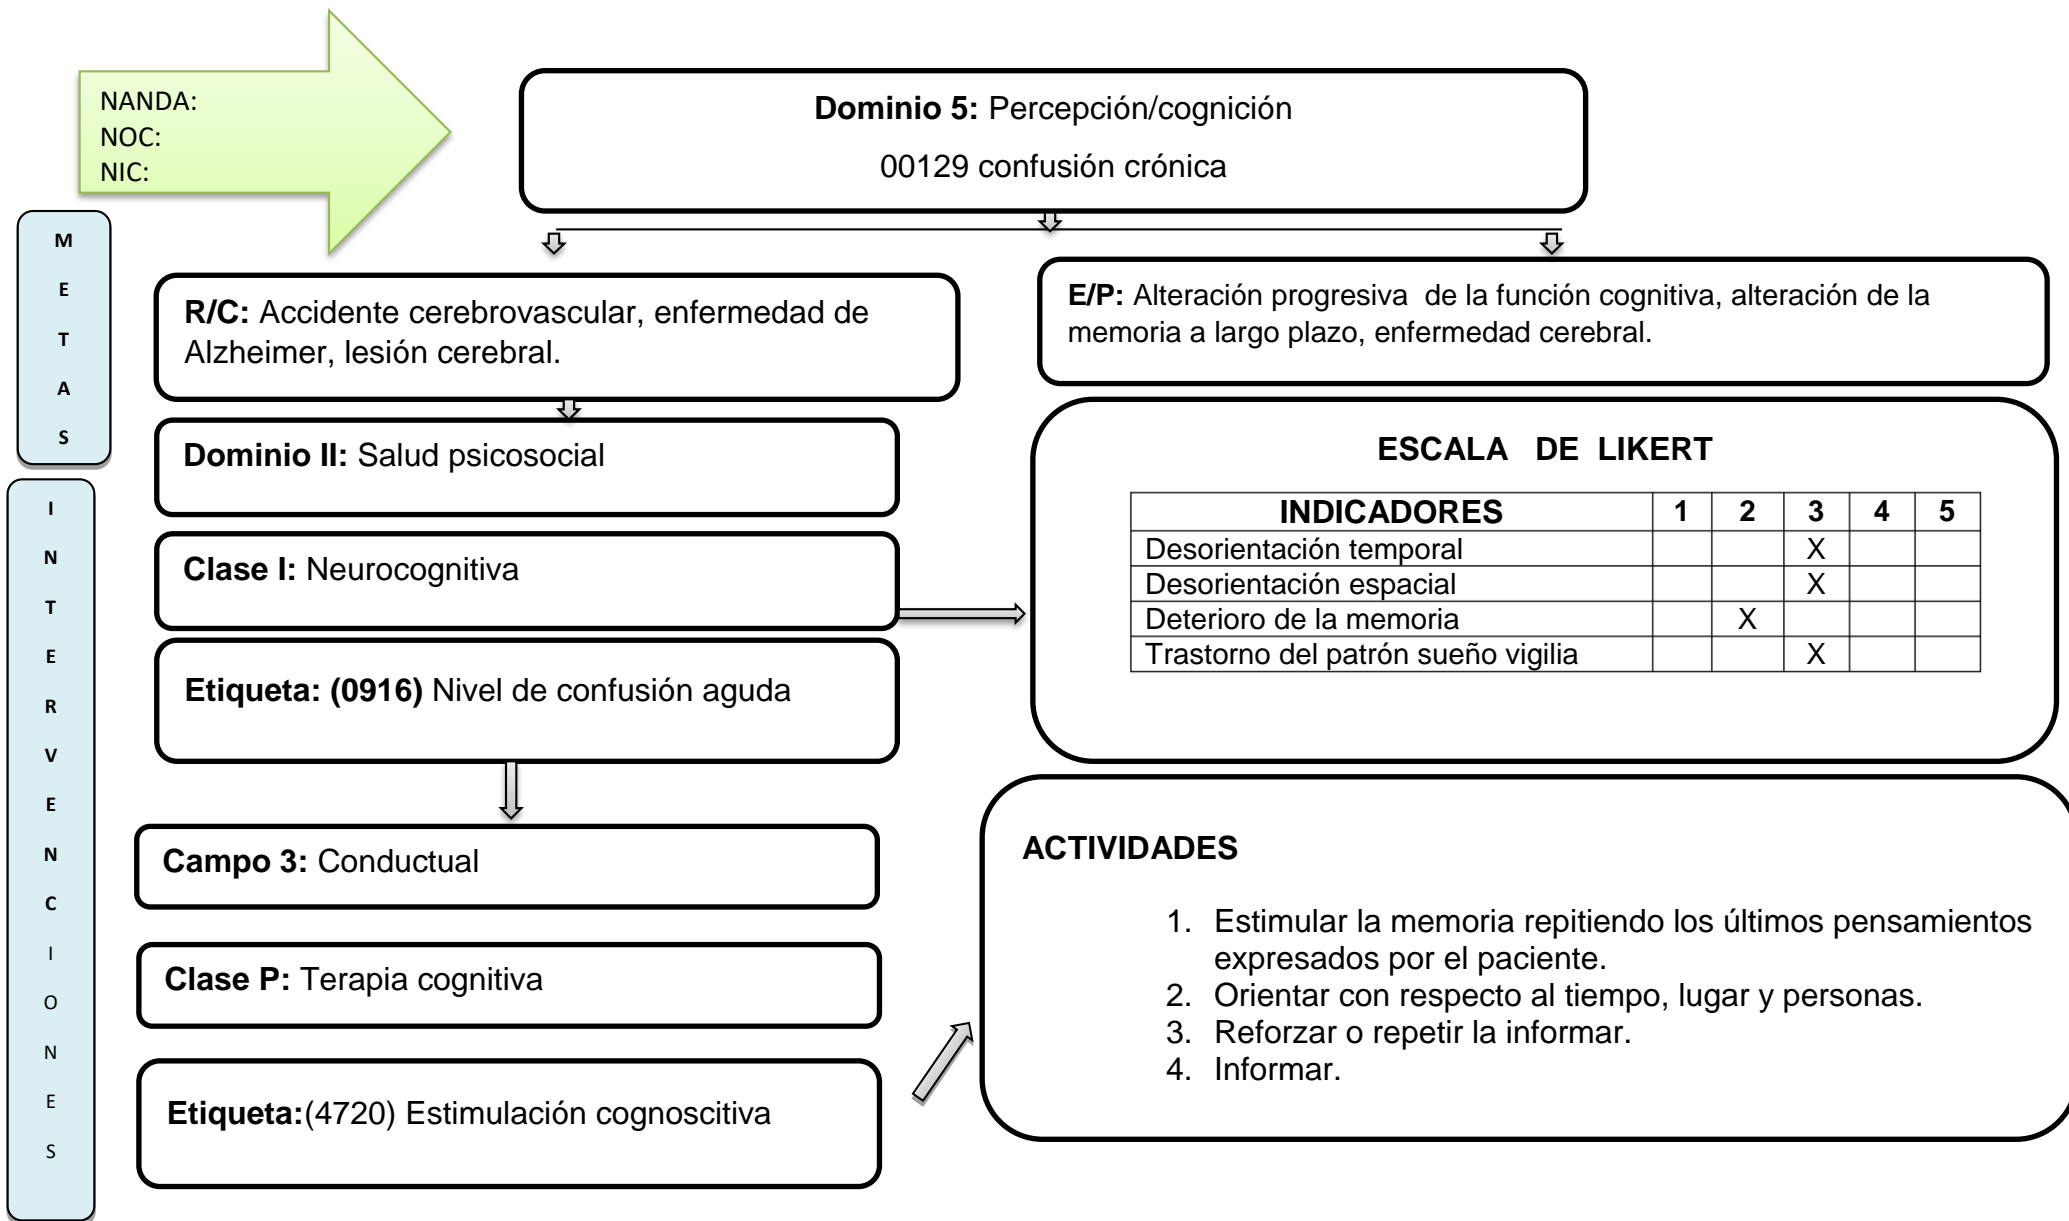 NANDA:
NOC:
NIC:
Dominio 5: Percepción/cognición
00129 confusión crónica
M
E
T
A
S
R/C: Accidente cerebrovascular, enfermedad de
Alzheimer, lesión cerebral.
E/P: Alteración progresiva de la función cognitiva, alteración de la
memoria a largo plazo, enfermedad cerebral.
Dominio II: Salud psicosocial
Clase I: Neurocognitiva
Etiqueta: (0916) Nivel de confusión aguda
ESCALA DE LIKERT
INDICADORES 1 2 3 4 5
Desorientación temporal X
Desorientación espacial X
Deterioro de la memoria X
Trastorno del patrón sueño vigilia X
I
N
T
E
R
V
E
N
C
I
O
N
E
S
Campo 3: Conductual
Clase P: Terapia cognitiva
Etiqueta:(4720) Estimulación cognoscitiva
ACTIVIDADES
1. Estimular la memoria repitiendo los últimos pensamientos
expresados por el paciente.
2. Orientar con respecto al tiempo, lugar y personas.
3. Reforzar o repetir la informar.
4. Informar.